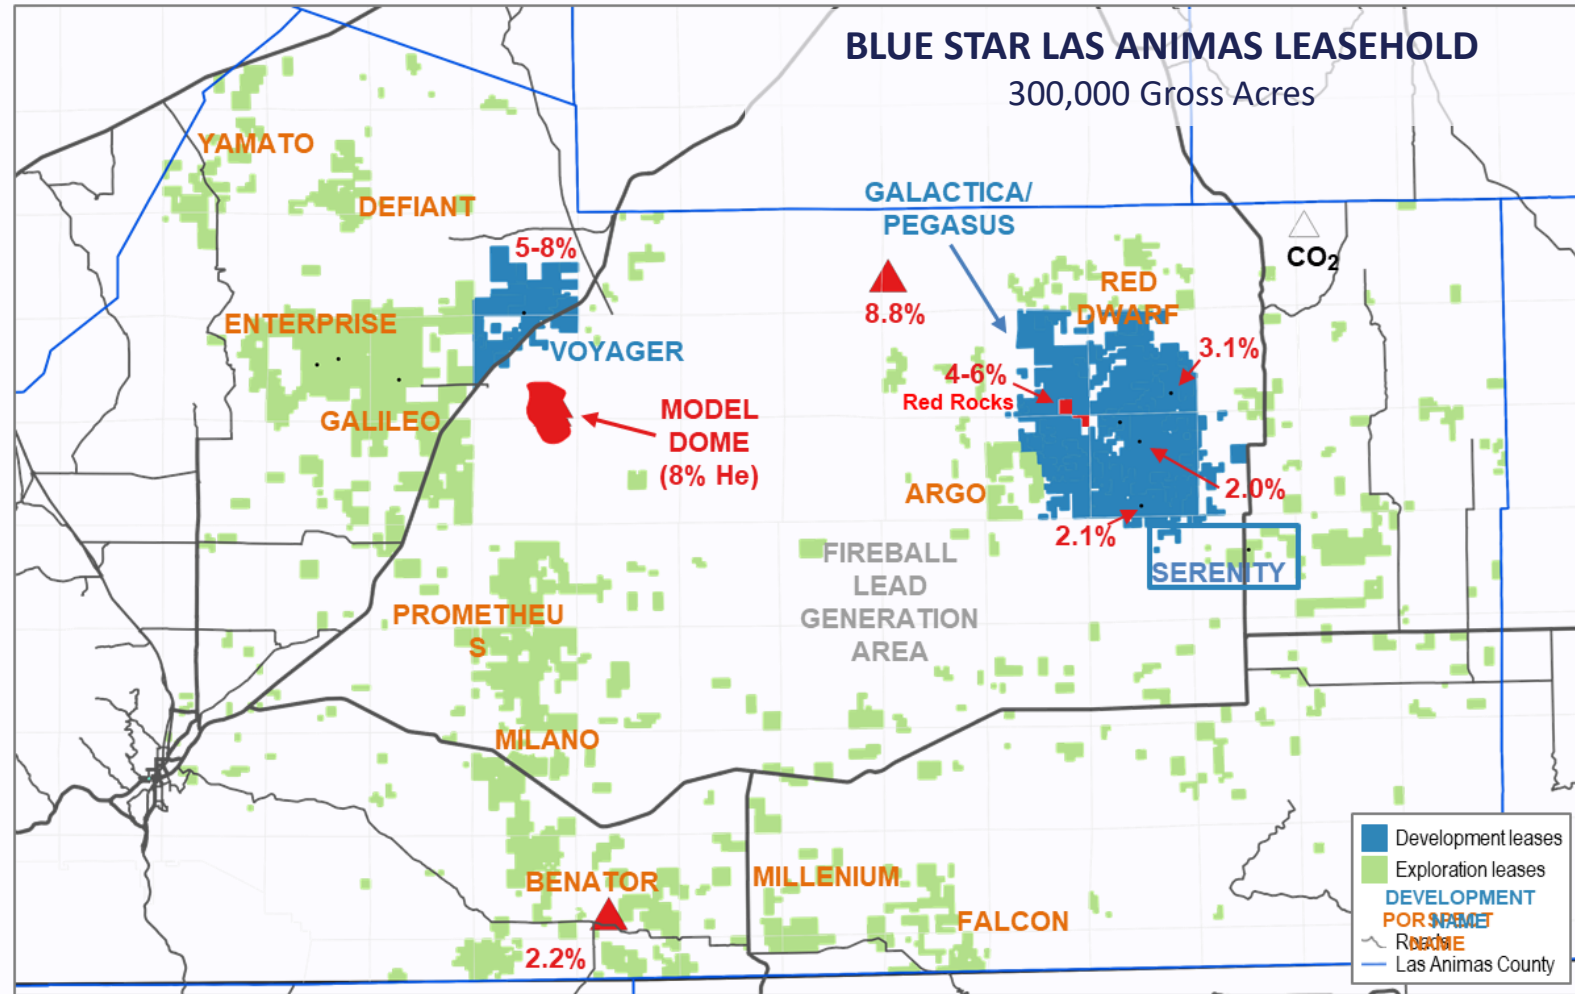 BLUE STAR LAS ANIMAS LEASEHOLD
300,000 Gross Acres
YAMATO
DEFIANT
GALACTICA/
PEGASUS
5-8%
CO₂
RED
DWARF
8.8%
ENTERPRISE
VOYAGER
3.1%
4-6%
Red Rocks
GALILEO
MODEL
DOME
(8% He)
ARGO
2.0%
2.1%
FIREBALL
LEAD
GENERATION
AREA
SERENITY
PROMETHEU
S
MILANO
BENATOR
MILLENIUM
FALCON
2.2%
Development leases
Exploration leases
DEVELOPMENT
NAME
NAME
Las Animas County